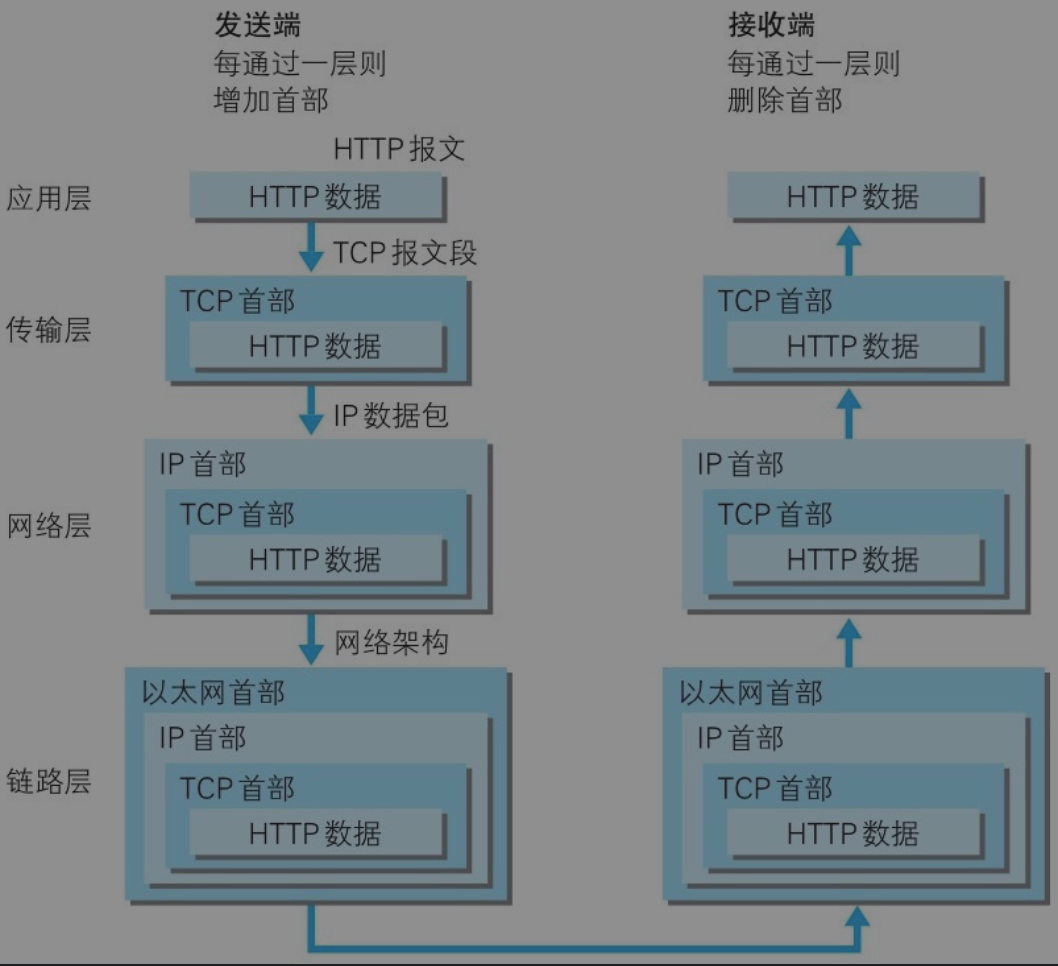 发送端
每通过一层则
增加首部
接收端
每通过一层则
删除首部
HTTP 报文
应用层
HTTP 数据
HTTP 数据
TCP 报文段
传输层
TCP 首部
HTTP 数据
TCP 首部
HTTP 数据
IP 数据包
网络层
IP 首部
TCP 首部
HTTP 数据
IP 首部
TCP 首部
HTTP 数据
网络架构
链路层
以太网首部
IP 首部
TCP 首部
HTTP 数据
以太网首部
IP 首部
TCP 首部
HTTP 数据